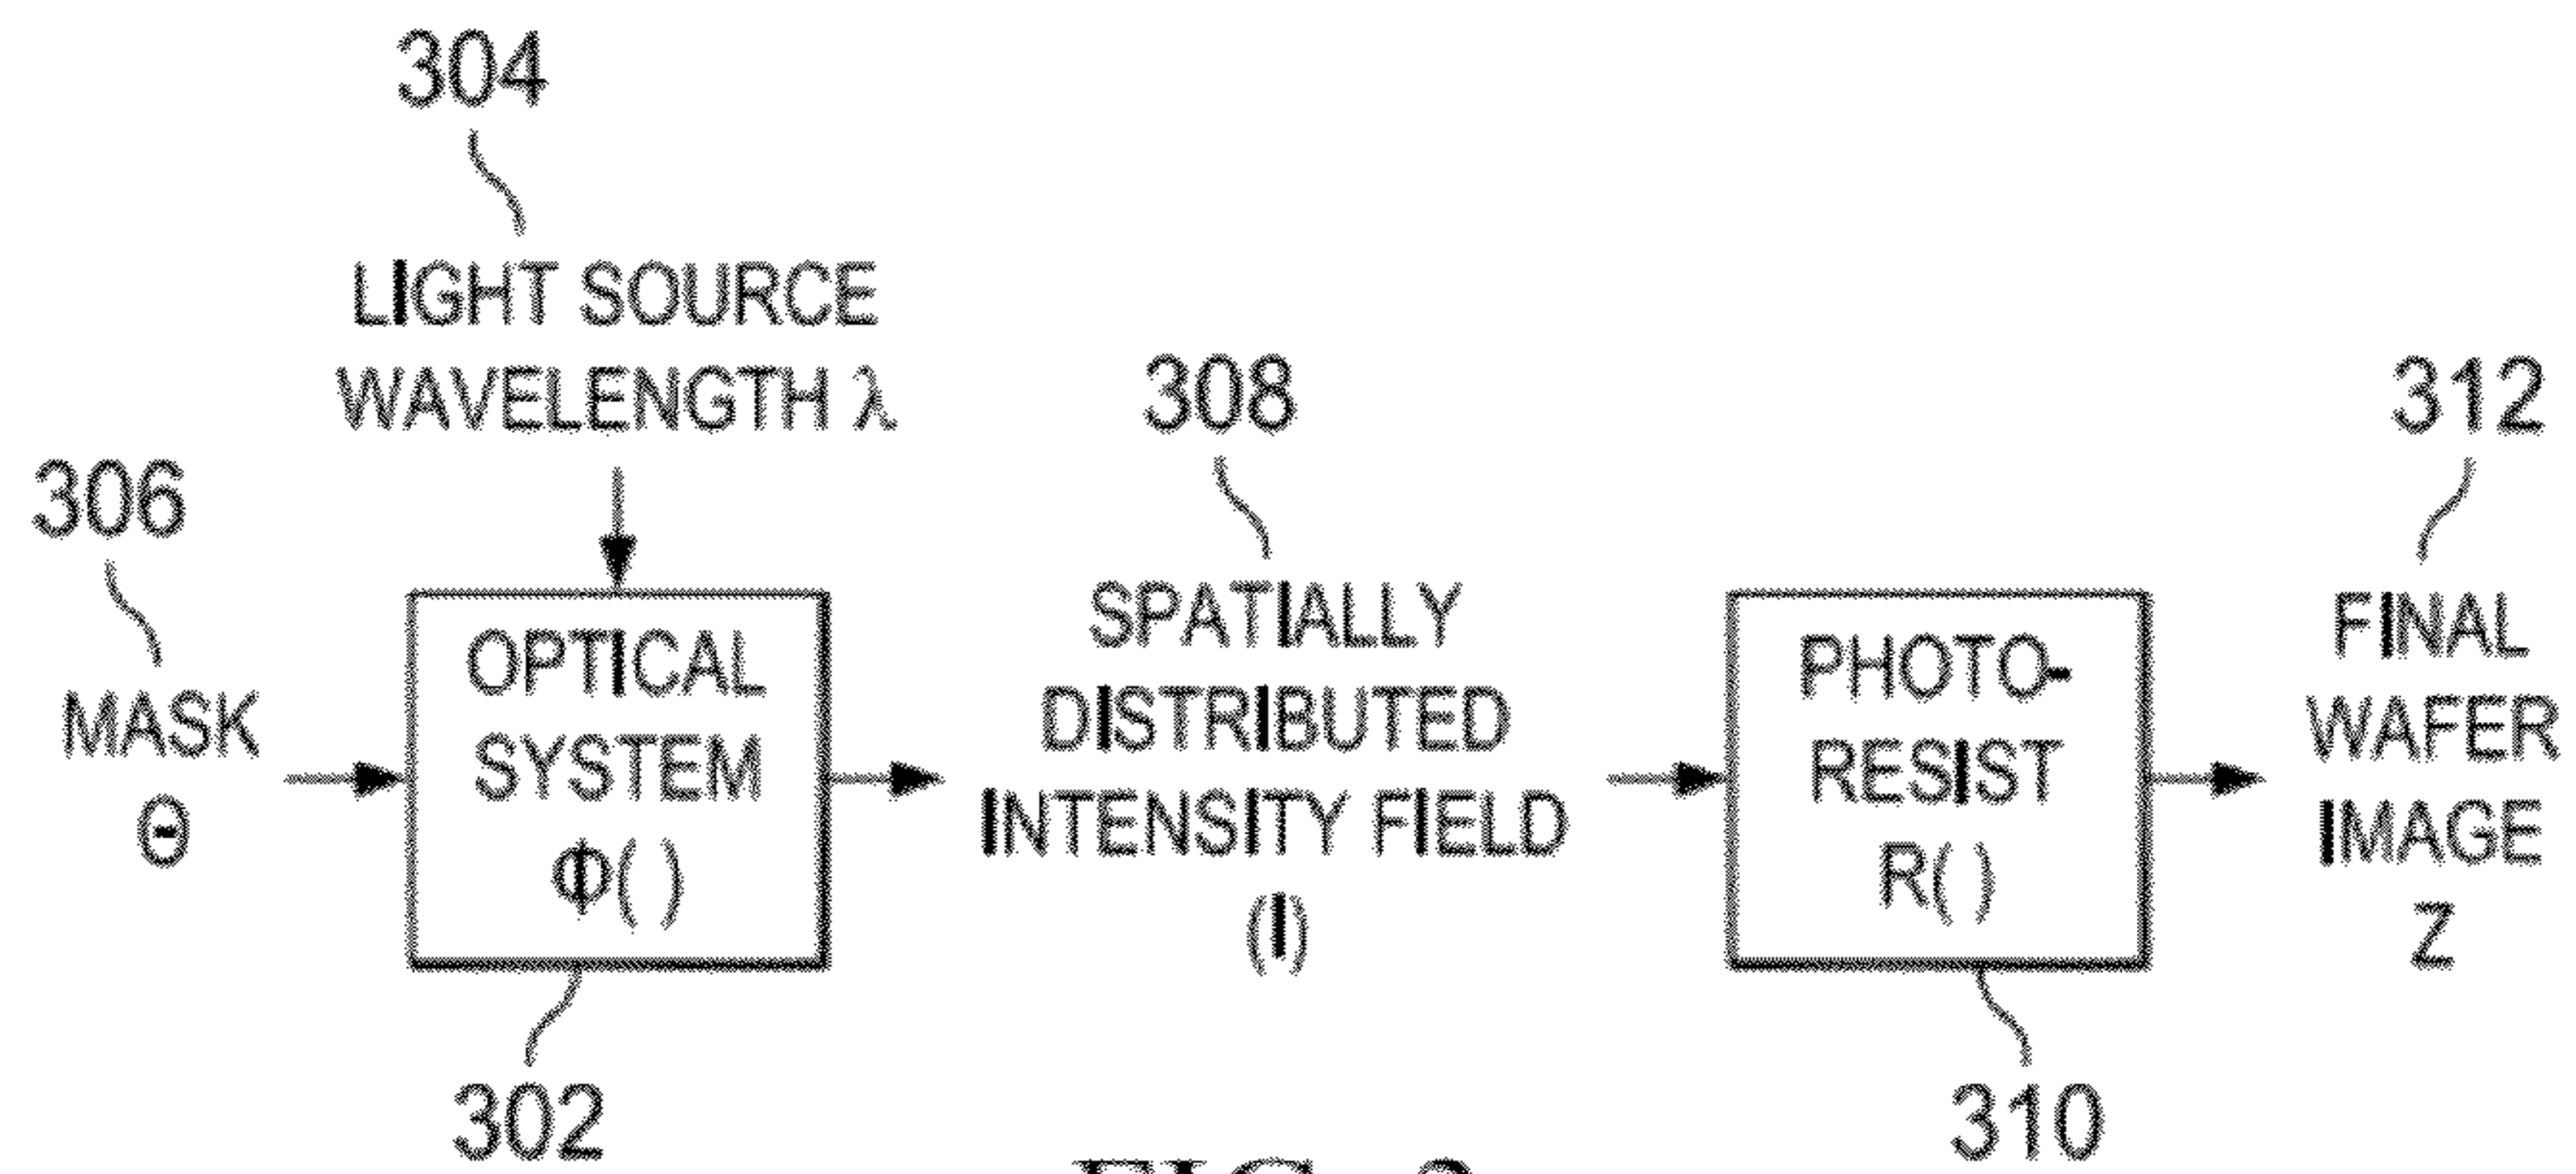 304
LIGHT SOURCE
WAVELENGTH λ
306
MASK
Θ
OPTICAL
SYSTEM
Φ( )
302
308
SPATIALLY
DISTRIBUTED
INTENSITY FIELD
(I)
PHOTO-
RESIST
R( )
310
312
FINAL
WAFER
IMAGE
Z
FIG.